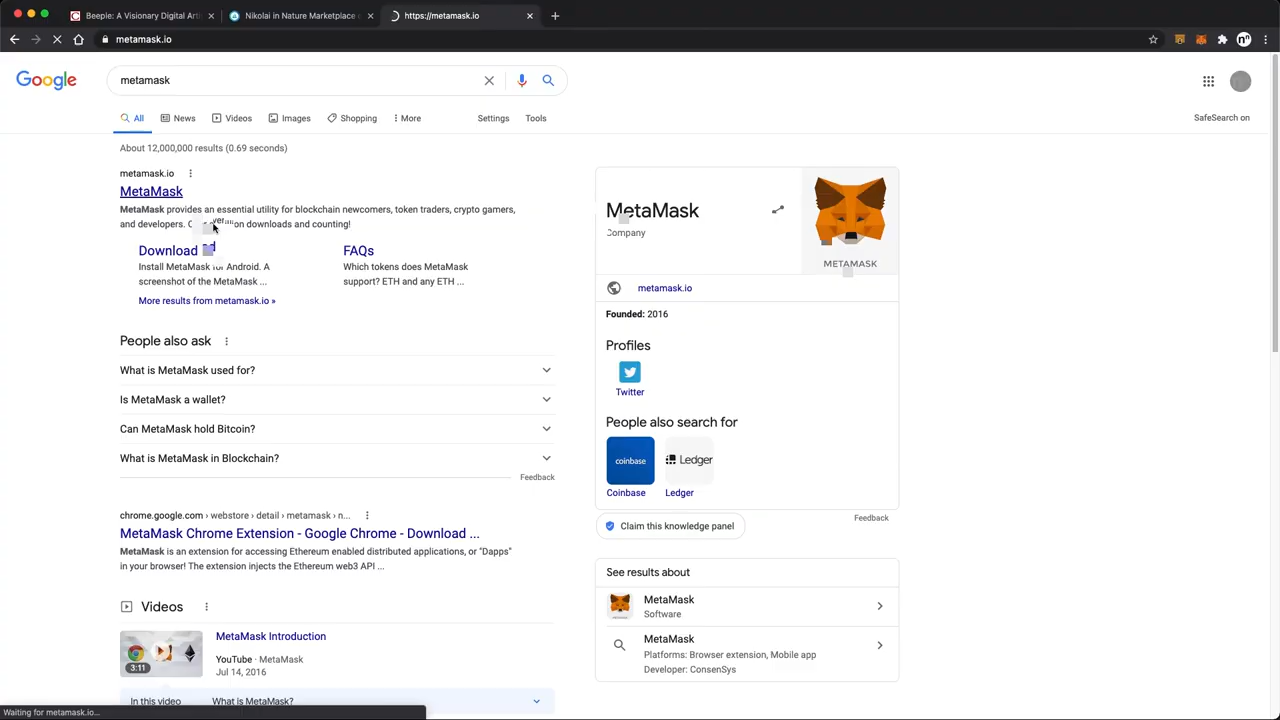 Beeple: A Visionary Digital Arti
Nikolai in Nature Marketplace
https://metamask.io
metamask.io
Google
metamask
All
News
Videos
Images
Shopping
More
Settings
Tools
SafeSearch on
About 12,000,000 results (0.69 seconds)
metamask.io
MetaMask
MetaMask provides an essential utility for blockchain newcomers, token traders, crypto gamers,
and developers. on downloads and counting!
Download
Install MetaMask for Android. A
screenshot of the MetaMask ...
FAQs
Which tokens does MetaMask
support? ETH and any ETH ...
More results from metamask.io »
People also ask
What is MetaMask used for?
Is MetaMask a wallet?
Can MetaMask hold Bitcoin?
What is MetaMask in Blockchain?
Feedback
chrome.google.com › webstore › detail › metamask › n...
MetaMask Chrome Extension - Google Chrome - Download ...
MetaMask is an extension for accessing Ethereum enabled distributed applications, or "Dapps"
in your browser! The extension injects the Ethereum web3 API ...
Videos
3:11
MetaMask Introduction
YouTube · MetaMask
Jul 14, 2016
In this video
What is MetaMask?
MetaMask
Company
METAMASK
metamask.io
Founded: 2016
Profiles
Twitter
People also search for
coinbase
Ledger
Coinbase
Ledger
Feedback
Claim this knowledge panel
See results about
MetaMask
Software
MetaMask
Platforms: Browser extension, Mobile app
Developer: ConsenSys
Waiting for metamask.io...